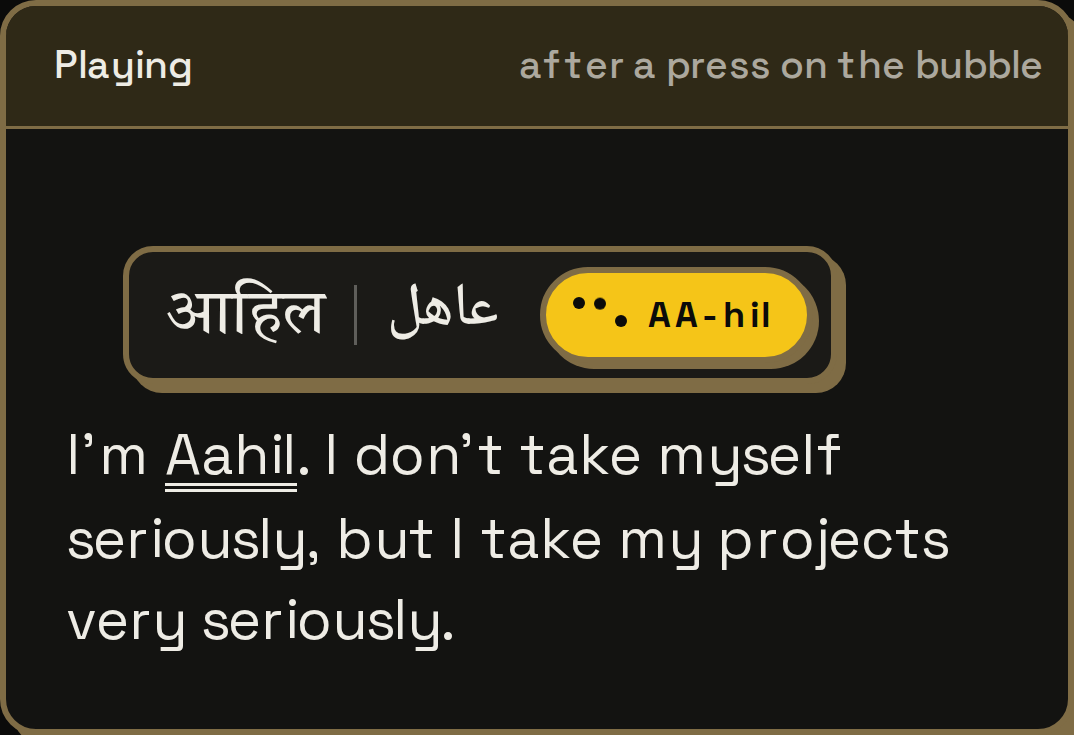 Playing
after a press on the bubble
आहिल | عاهل AA-hil
I’m Aahil. I don’t take myself
seriously, but I take my projects
very seriously.